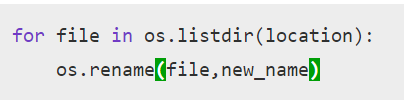 for file in os.listdir(location):
    os.rename(file,new_name)